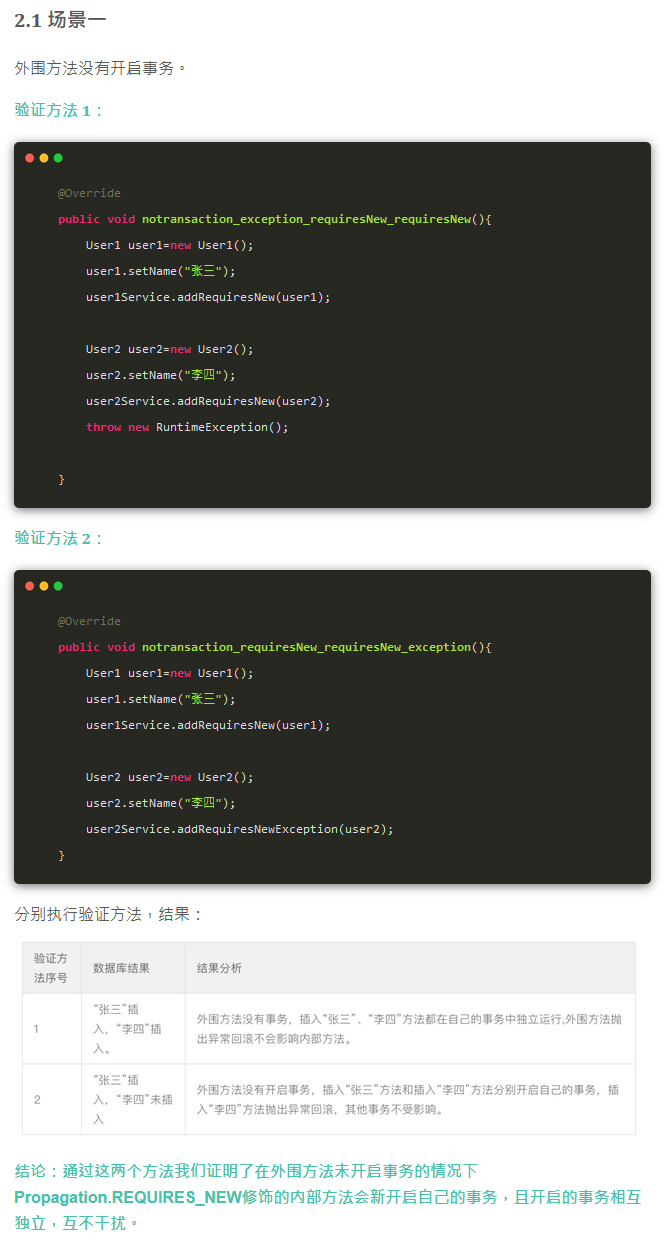 2.1 场景一
外围方法没有开启事务。
验证方法 1：
@Override
public void notransaction_exception_requiresNew_requiresNew(){
User1 user1=new User1();
user1.setName("张三");
user1Service.addRequiresNew(user1);
User2 user2=new User2();
user2.setName("李四");
user2Service.addRequiresNew(user2);
throw new RuntimeException();
}
验证方法 2：
@Override
public void notransaction_requiresNew_requiresNew_exception(){
User1 user1=new User1();
user1.setName("张三");
user1Service.addRequiresNew(user1);
User2 user2=new User2();
user2.setName("李四");
user2Service.addRequiresNewException(user2);
}
分别执行验证方法，结果：
验证方
法序号
数据库结果
结果分析
1
“张三”插
入，“李四”插
入。
外围方法没有事务，插入“张三”、“李四”方法都在自己的事务中独立运行,外围方法抛
出异常回滚不会影响内部方法。
2
“张三”插
入，“李四”未插
入
外围方法没有开启事务，插入“张三”方法和插入“李四”方法分别开启自己的事务，插
入“李四”方法抛出异常回滚，其他事务不受影响。
结论：通过这两个方法我们证明了在外围方法未开启事务的情况下
Propagation.REQUIRES_NEW修饰的内部方法会新开启自己的事务，且开启的事务相互
独立，互不干扰。